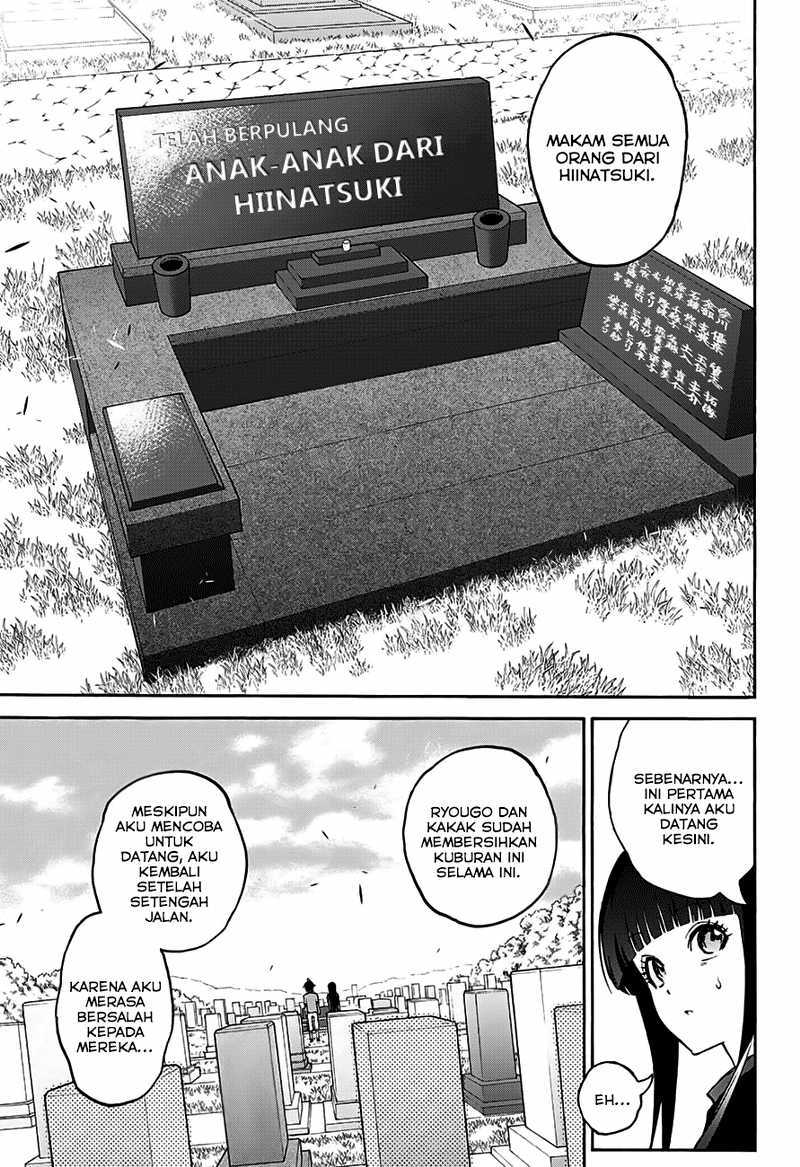 MAKAM SEMUA
ORANG DARI
HIINATSUKI.
TELAH BERPULANG
ANAK-ANAK DARI
HIINATSUKI
SEBENARNYA...
INI PERTAMA
KALINYA AKU
DATANG
KESINI.
EH...
RYOUGO DAN
KAKAK SUDAH
MEMBERSIHKAN
KUBURAN INI
SELAMA INI.
MESKIPUN
AKU MENCOBA
UNTUK
DATANG, AKU
KEMBALI
SETELAH
SETENGAH
JALAN.
KARENA AKU
MERASA
BERSALAH
KEPADA
MEREKA...